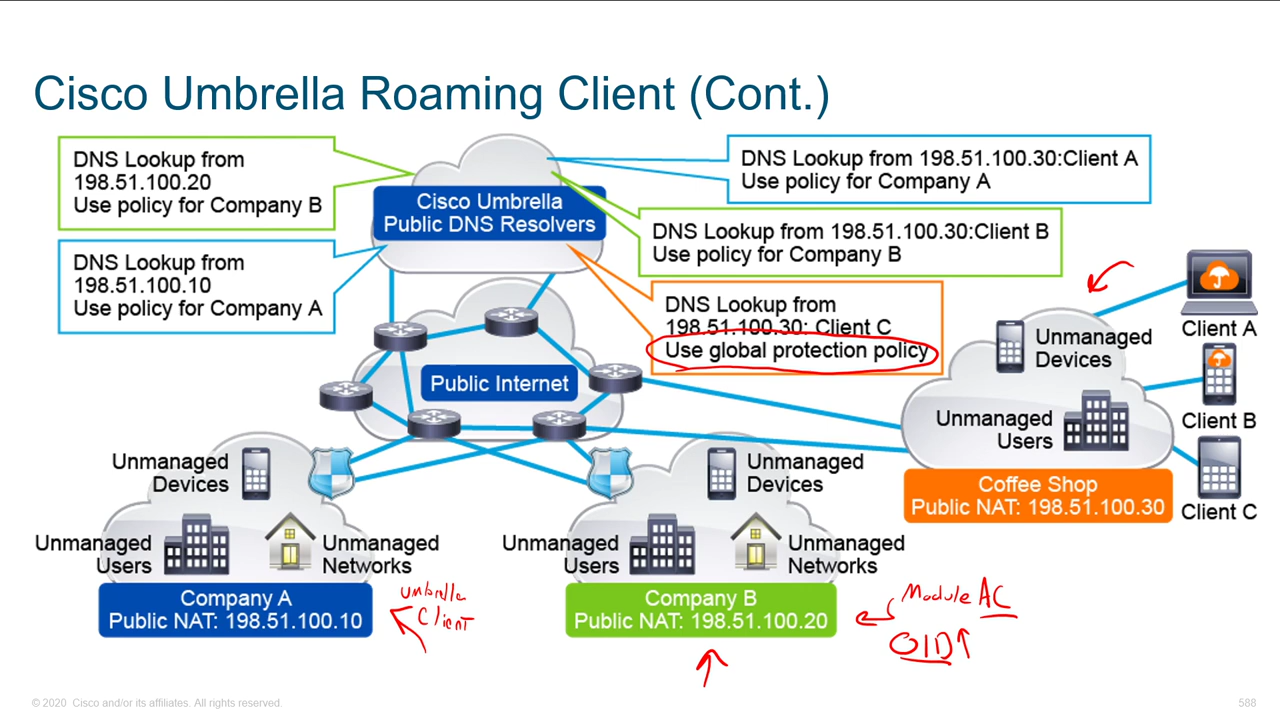 Cisco Umbrella Roaming Client (Cont.)
DNS Lookup from
198.51.100.20
Use policy for Company B
DNS Lookup from
198.51.100.10
Use policy for Company A
Cisco Umbrella
Public DNS Resolvers
DNS Lookup from 198.51.100.30:Client A
Use policy for Company A
DNS Lookup from 198.51.100.30:Client B
Use policy for Company B
DNS Lookup from
198.51.100.30: Client C
Use global protection policy
Public Internet
Client A
Unmanaged
Devices
Client B
Unmanaged
Users
Client C
Coffee Shop
Public NAT: 198.51.100.30
Unmanaged
Devices
Unmanaged
Users
Unmanaged
Networks
Company A
Public NAT: 198.51.100.10
umbrella
Client
Unmanaged
Devices
Unmanaged
Users
Unmanaged
Networks
Company B
Public NAT: 198.51.100.20
Module AC
OID
© 2020 Cisco and/or its affiliates. All rights reserved.
588